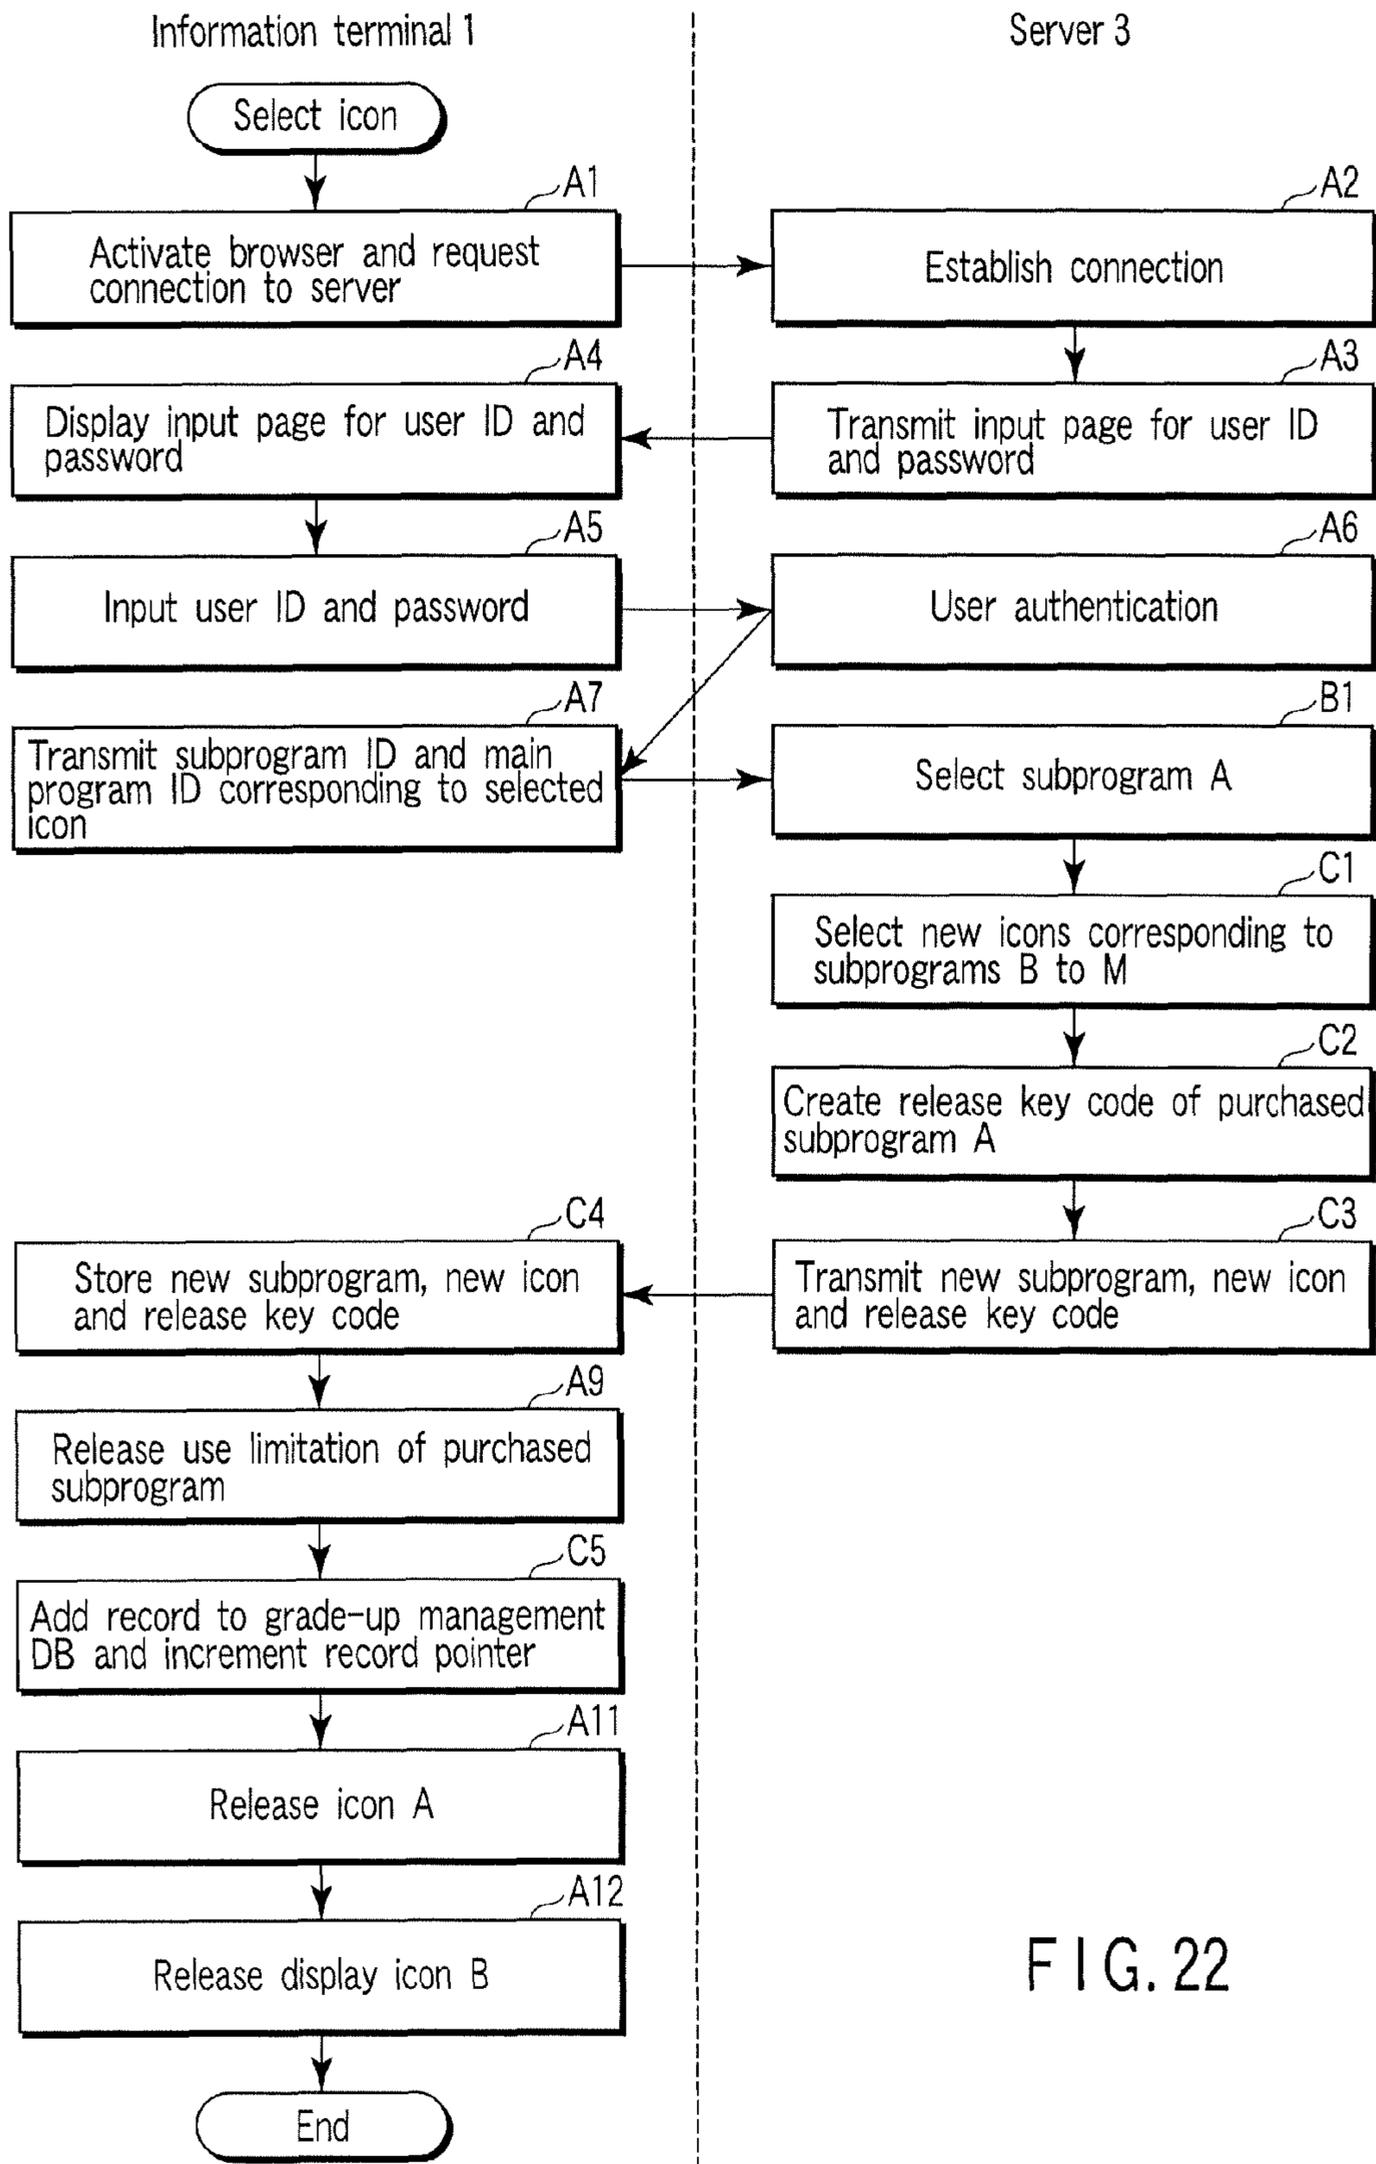 Information terminal 1
Server 3
Select icon
A1
Activate browser and request
connection to server
A2
Establish connection
A3
Transmit input page for user ID
and password
A4
Display input page for user ID and
password
A5
Input user ID and password
A6
User authentication
A7
Transmit subprogram ID and main
program ID corresponding to selected
icon
B1
Select subprogram A
C1
Select new icons corresponding to
subprograms B to M
C2
Create release key code of purchased
subprogram A
C3
Transmit new subprogram, new icon
and release key code
C4
Store new subprogram, new icon
and release key code
A9
Release use limitation of purchased
subprogram
C5
Add record to grade-up management
DB and increment record pointer
A11
Release icon A
A12
Release display icon B
End
FIG. 22